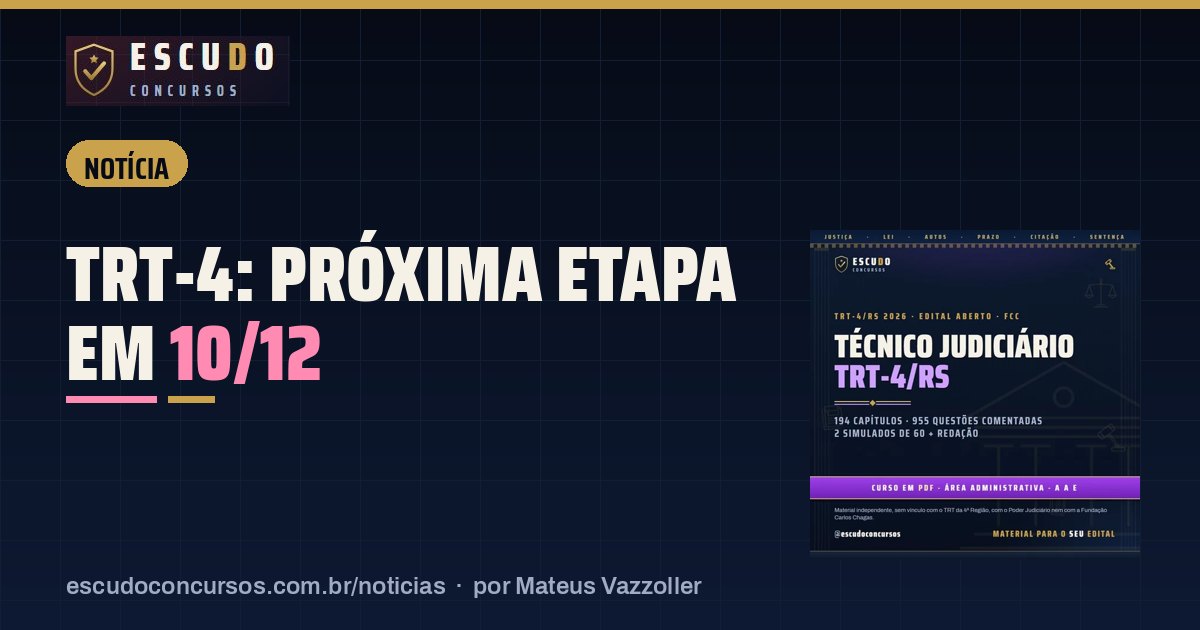 ESCUDO
CONCURSOS
NOTÍCIA
TRT-4: PRÓXIMA ETAPA
EM 10/12
JUSTIÇA · LEI · AUTOS · PRAZO · CITAÇÃO · SENTENÇA
ESCUDO
CONCURSOS
TRT-4/RS 2026 · EDITAL ABERTO · FCC
TÉCNICO JUDICIÁRIO
TRT-4/RS
194 CAPÍTULOS · 955 QUESTÕES COMENTADAS
2 SIMULADOS DE 60 + REDAÇÃO
CURSO EM PDF · ÁREA ADMINISTRATIVA · A A E
Material independente, sem vínculo com o TRT da 4ª Região, com o Poder Judiciário nem com a Fundação
Carlos Chagas.
@escudoconcursos MATERIAL PARA O SEU EDITAL
escudoconcursos.com.br/noticias · por Mateus Vazzoller